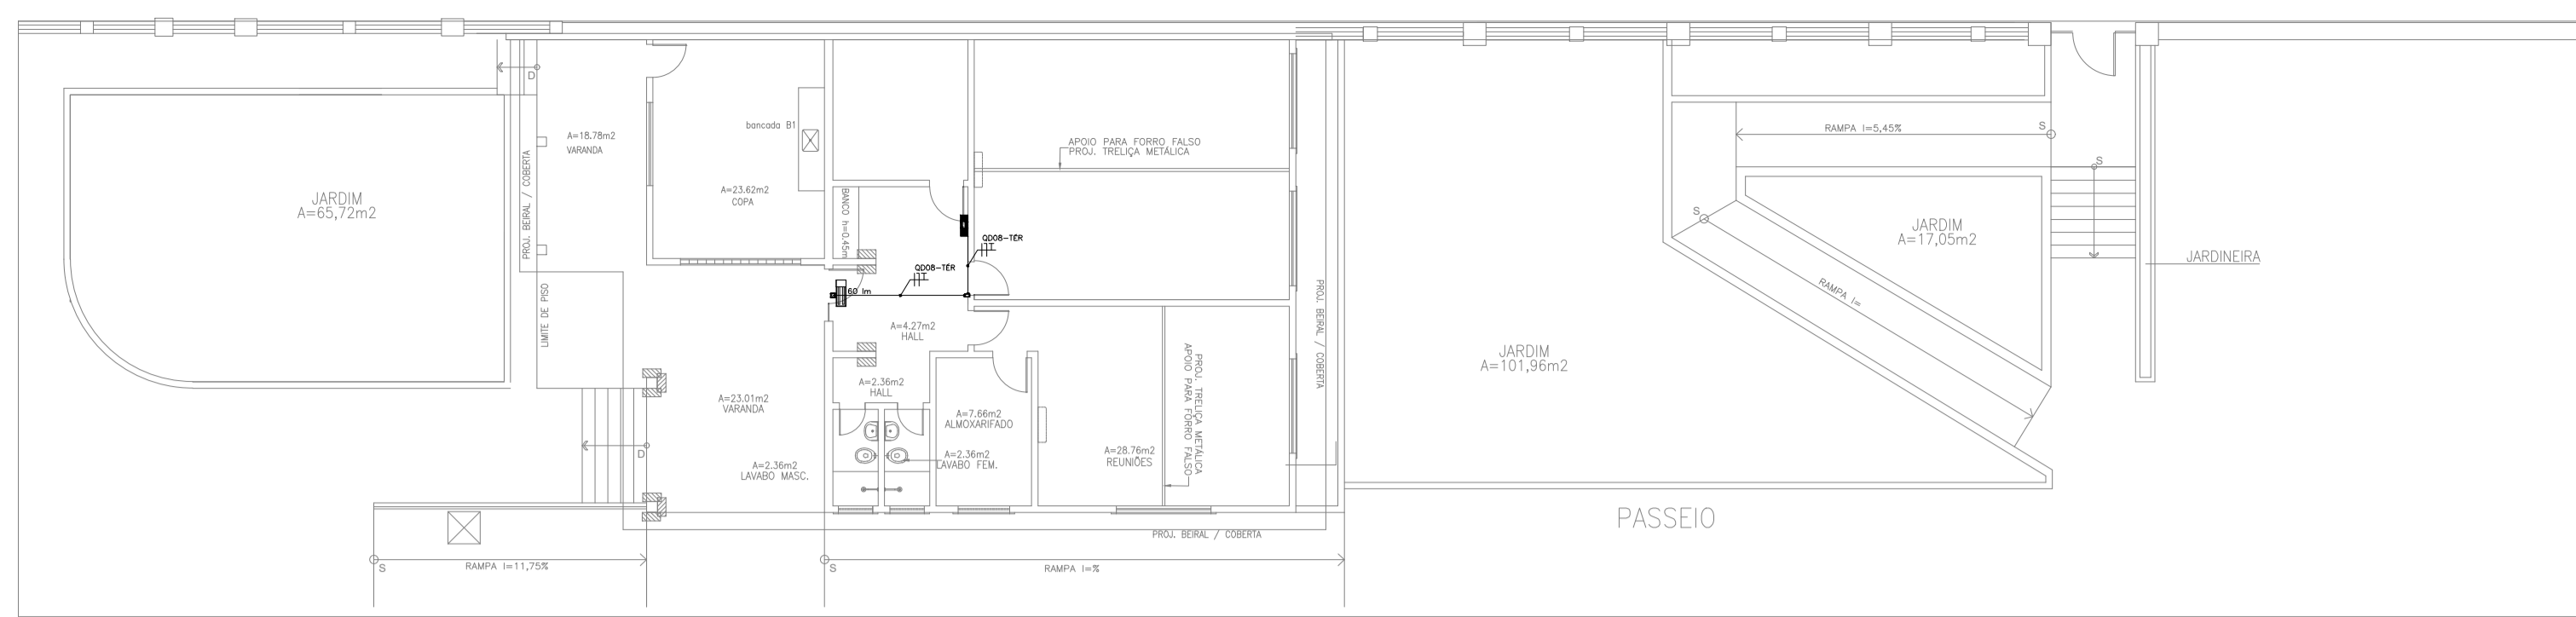 JARDIM
A=65,72m2
PROJ. BEIRAL / COBERTA
LIMITE DE PISO
D
A=18.78m2
VARANDA
bancada B1
A=23.62m2
COPA
BANCO h=0.45m
APOIO PARA FORRO FALSO
PROJ. TRELIÇA METÁLICA
QD08-TÉR
QD08-TÉR
60 lm
A=4.27m2
HALL
A=2.36m2
HALL
A=23.01m2
VARANDA
A=7.66m2
ALMOXARIFADO
A=2.36m2
LAVABO MASC.
A=2.36m2
LAVABO FEM.
A=28.76m2
REUNIÕES
PROJ. TRELIÇA METÁLICA
APOIO PARA FORRO FALSO
PROJ. BEIRAL / COBERTA
PROJ. BEIRAL / COBERTA
D
S
RAMPA I=11,75%
S
RAMPA I=%
JARDIM
A=101,96m2
RAMPA I=5,45%
S
S
S
RAMPA I=
JARDIM
A=17,05m2
JARDINEIRA
PASSEIO